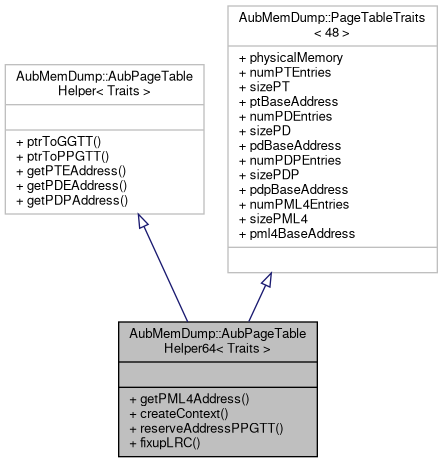 AubMemDump::PageTableTraits
< 48 >
+ physicalMemory
+ numPTEntries
+ sizePT
+ ptBaseAddress
+ numPDEntries
+ sizePD
+ pdBaseAddress
+ numPDPEntries
+ sizePDP
+ pdpBaseAddress
+ numPML4Entries
+ sizePML4
+ pml4BaseAddress
AubMemDump::AubPageTable
Helper< Traits >
+ ptrToGGTT()
+ ptrToPPGTT()
+ getPTEAddress()
+ getPDEAddress()
+ getPDPAddress()
AubMemDump::AubPageTable
Helper64< Traits >
+ getPML4Address()
+ createContext()
+ reserveAddressPPGTT()
+ fixupLRC()